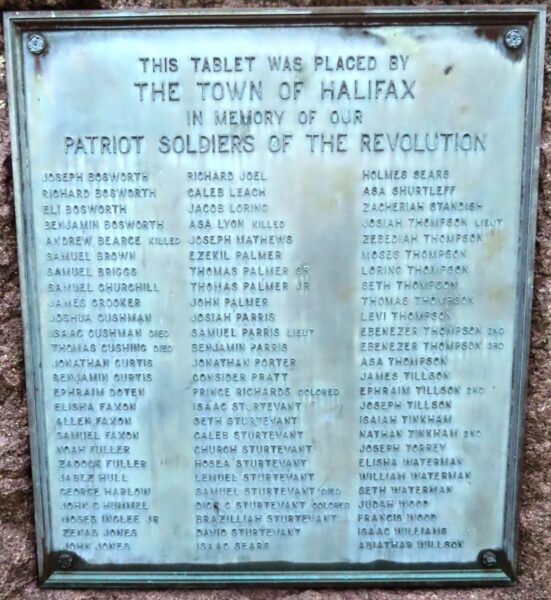 THIS TABLET WAS PLACED BY
THE TOWN OF HALIFAX
IN MEMORY OF OUR
PATRIOT SOLDIERS OF THE REVOLUTION
JOSEPH BOSWORTH
RICHARD BOSWORTH
ELI BOSWORTH
BENJAMIN BOSWORTH
ANDREW BEARCE KILLED
SAMUEL BROWN
SAMUEL BRIGGS
SAMUEL CHURCHILL
JAMES CROOKER
JOSHUA CUSHMAN
ISAAC CUSHMAN DIED
THOMAS CUSHING DIED
JONATHAN CURTIS
BENJAMIN CURTIS
EPHRAIM DOTEN
ELISHA FAXON
ALLEN FAXON
SAMUEL FAXON
NOAH FULLER
ZADOCK FULLER
JABEZ HULL
GEORGE HARLOW
JOHN C HUMMEL
MOSES INGLEE JR
ZENAS JONES
JOHN JONES
RICHARD JOEL
CALEB LEACH
JACOB LORING
ASA LYON KILLED
JOSEPH MATHEWS
EZEKIL PALMER
THOMAS PALMER SR
THOMAS PALMER JR
JOHN PALMER
JOSIAH PARRIS
SAMUEL PARRIS LIEUT
BENJAMIN PARRIS
JONATHAN PORTER
CONSIDER PRATT
PRINCE RICHARDS COLORED
ISAAC STURTEVANT
SETH STURTEVANT
CALEB STURTEVANT
CHURCH STURTEVANT
HOSEA STURTEVANT
LEMUEL STURTEVANT
SAMUEL STURTEVANT DIED
DICK C STURTEVANT COLORED
BRAZILLIAH STURTEVANT
DAVID STURTEVANT
ISAAC SEARS
HOLMES SEARS
ASA SHURTLEFF
ZACHERIAH STANDISH
JOSIAH THOMPSON LIEUT
ZEBEDIAH THOMPSON
MOSES THOMPSON
LORING THOMPSON
SETH THOMPSON
THOMAS THOMPSON
LEVI THOMPSON
EBENEZER THOMPSON 2ND
EBENEZER THOMPSON 3RD
ASA THOMPSON
JAMES TILLSON
EPHRAIM TILLSON 2ND
JOSEPH TILLSON
ISAIAH TINKHAM
NATHAN TINKHAM 2ND
JOSEPH TORREY
ELISHA WATERMAN
WILLIAM WATERMAN
SETH WATERMAN
JUDAH WOOD
FRANCIS WOOD
ISAAC WILLIAMS
ABIATHAR WILLSON